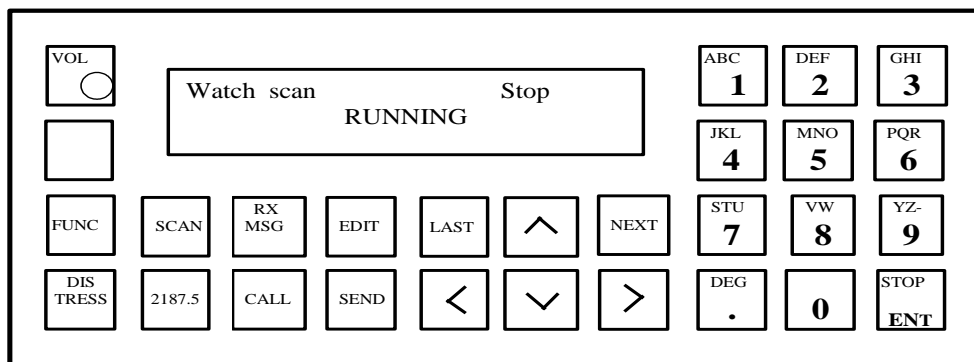 VOL
Watch scan Stop
RUNNING
ABC
1
DEF
2
GHI
3
JKL
4
MNO
5
PQR
6
FUNC
SCAN
RX
MSG
EDIT
LAST
NEXT
STU
7
VW
8
YZ-
9
DIS
TRESS
2187.5
CALL
SEND
DEG
.
0
STOP
ENT